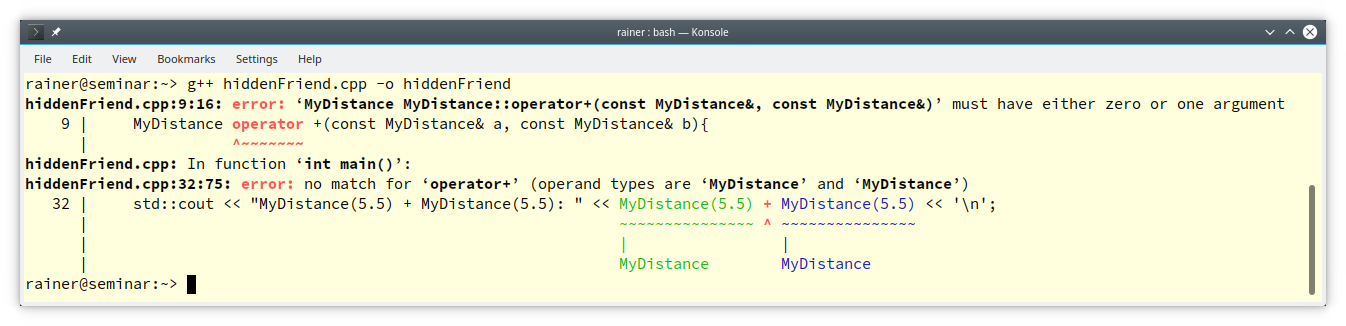 rainer : bash — Konsole
File Edit View Bookmarks Settings Help
rainer@seminar:~> g++ hiddenFriend.cpp -o hiddenFriend
hiddenFriend.cpp:9:16: error: ‘MyDistance MyDistance::operator+(const MyDistance&, const MyDistance&)’ must have either zero or one argument
    9 |     MyDistance operator +(const MyDistance& a, const MyDistance& b){
      |                ^~~~~~~~
hiddenFriend.cpp: In function ‘int main()’:
hiddenFriend.cpp:32:75: error: no match for ‘operator+’ (operand types are ‘MyDistance’ and ‘MyDistance’)
   32 |     std::cout << "MyDistance(5.5) + MyDistance(5.5): " << MyDistance(5.5) + MyDistance(5.5) << '\n';
      |                                                           ~~~~~~~~~~~~~~~ ^ ~~~~~~~~~~~~~~~
      |                                                           |                 |
      |                                                           MyDistance        MyDistance
rainer@seminar:~>